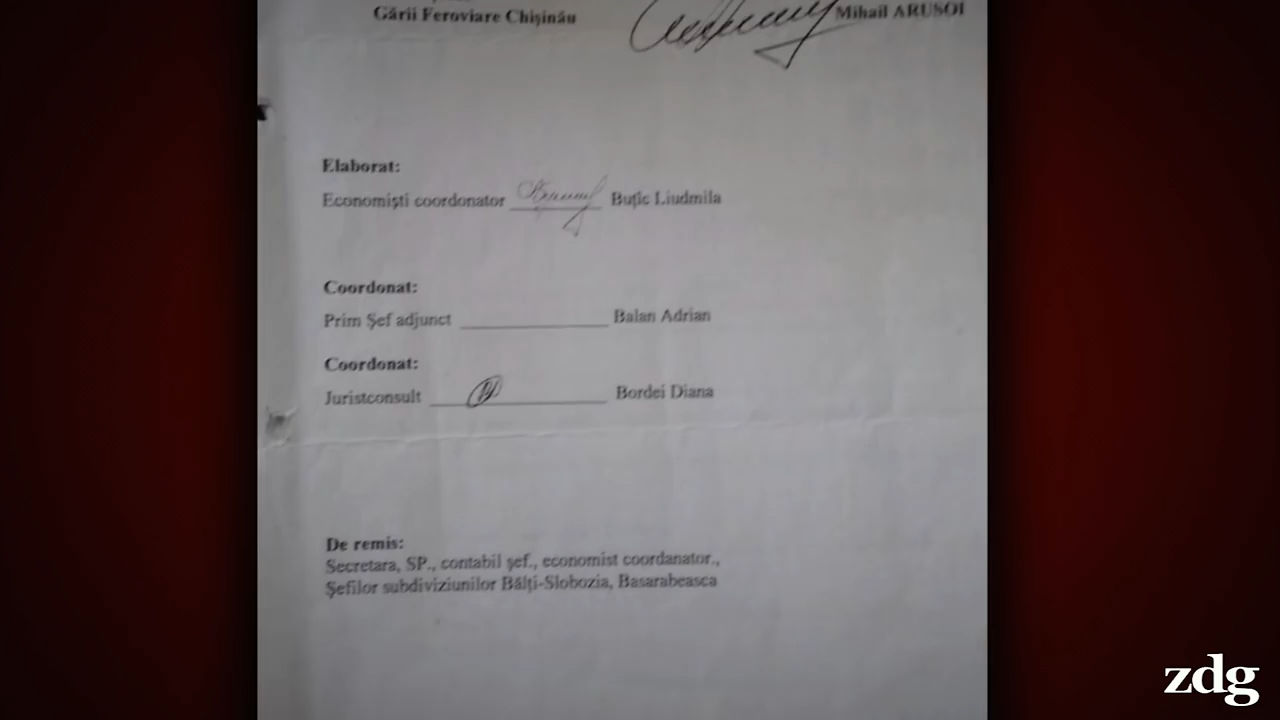 Gării Feroviare Chișinău Mihail ARUSOI
Elaborat:
Economiști coordonator Buțic Liudmila
Coordonat:
Prim Șef adjunct Balan Adrian
Coordonat:
Juristconsult Bordei Diana
De remis:
Secretara, SP., contabil șef., economist coordanator.,
Șefilor subdiviziunilor Bălți-Slobozia, Basarabeasca
zdg